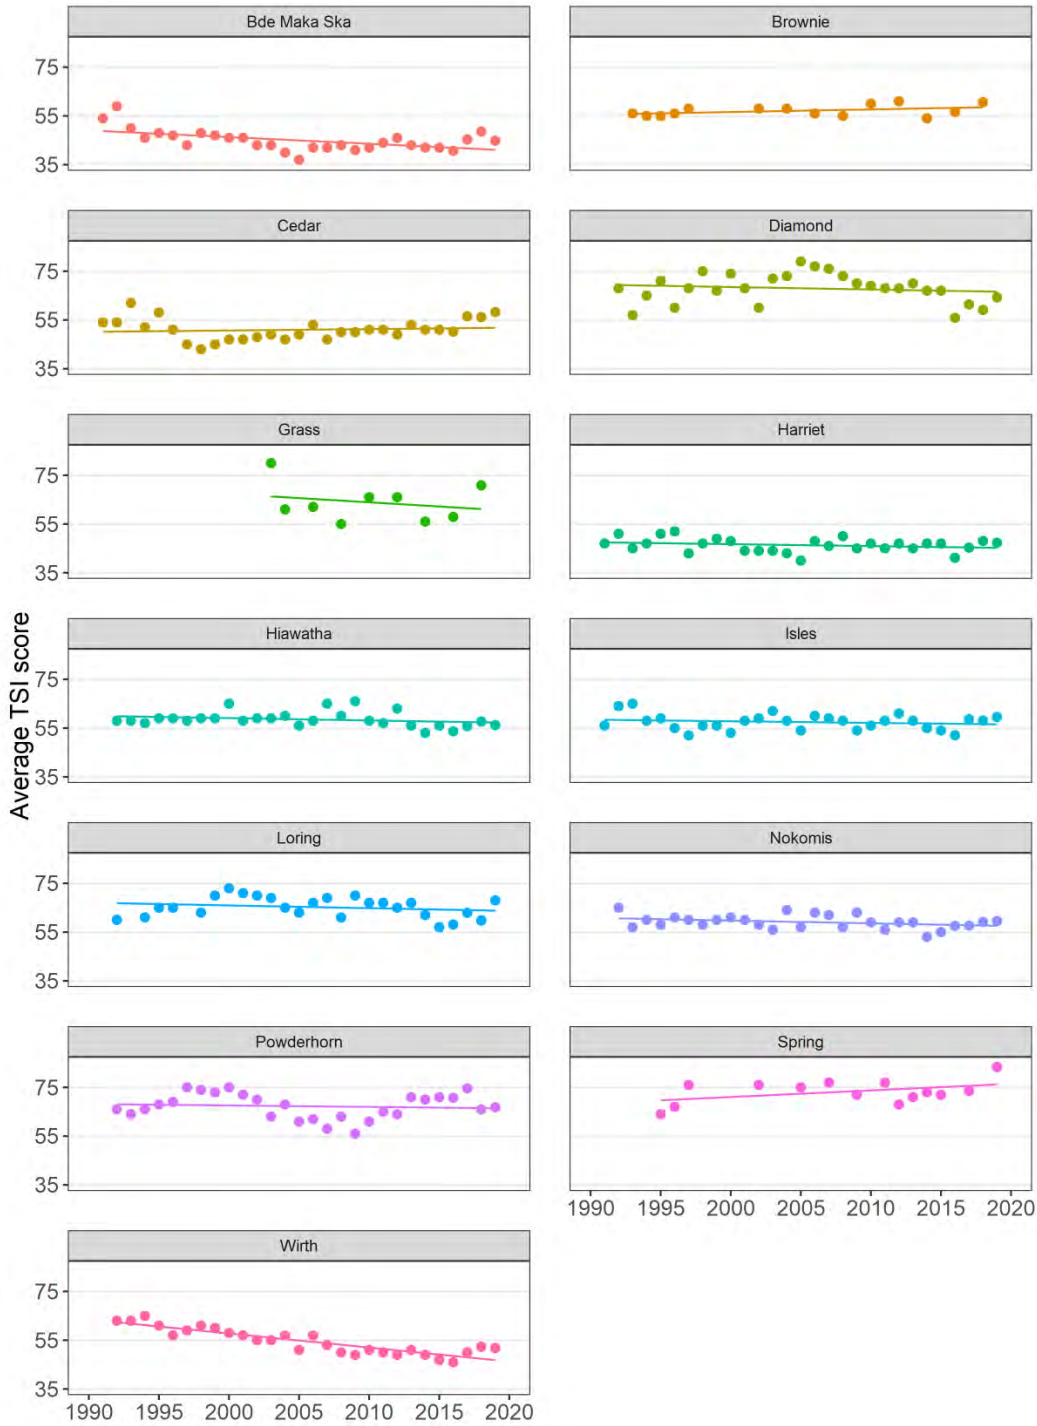 Bde Maka Ska
Brownie
75
55
35
Cedar
Diamond
75
55
35
Grass
Harriet
75
55
35
Hiawatha
Isles
75
55
35
Average TSI score
Loring
Nokomis
75
55
35
Powderhorn
Spring
75
55
35
1990 1995 2000 2005 2010 2015 2020
Wirth
75
55
35
1990 1995 2000 2005 2010 2015 2020